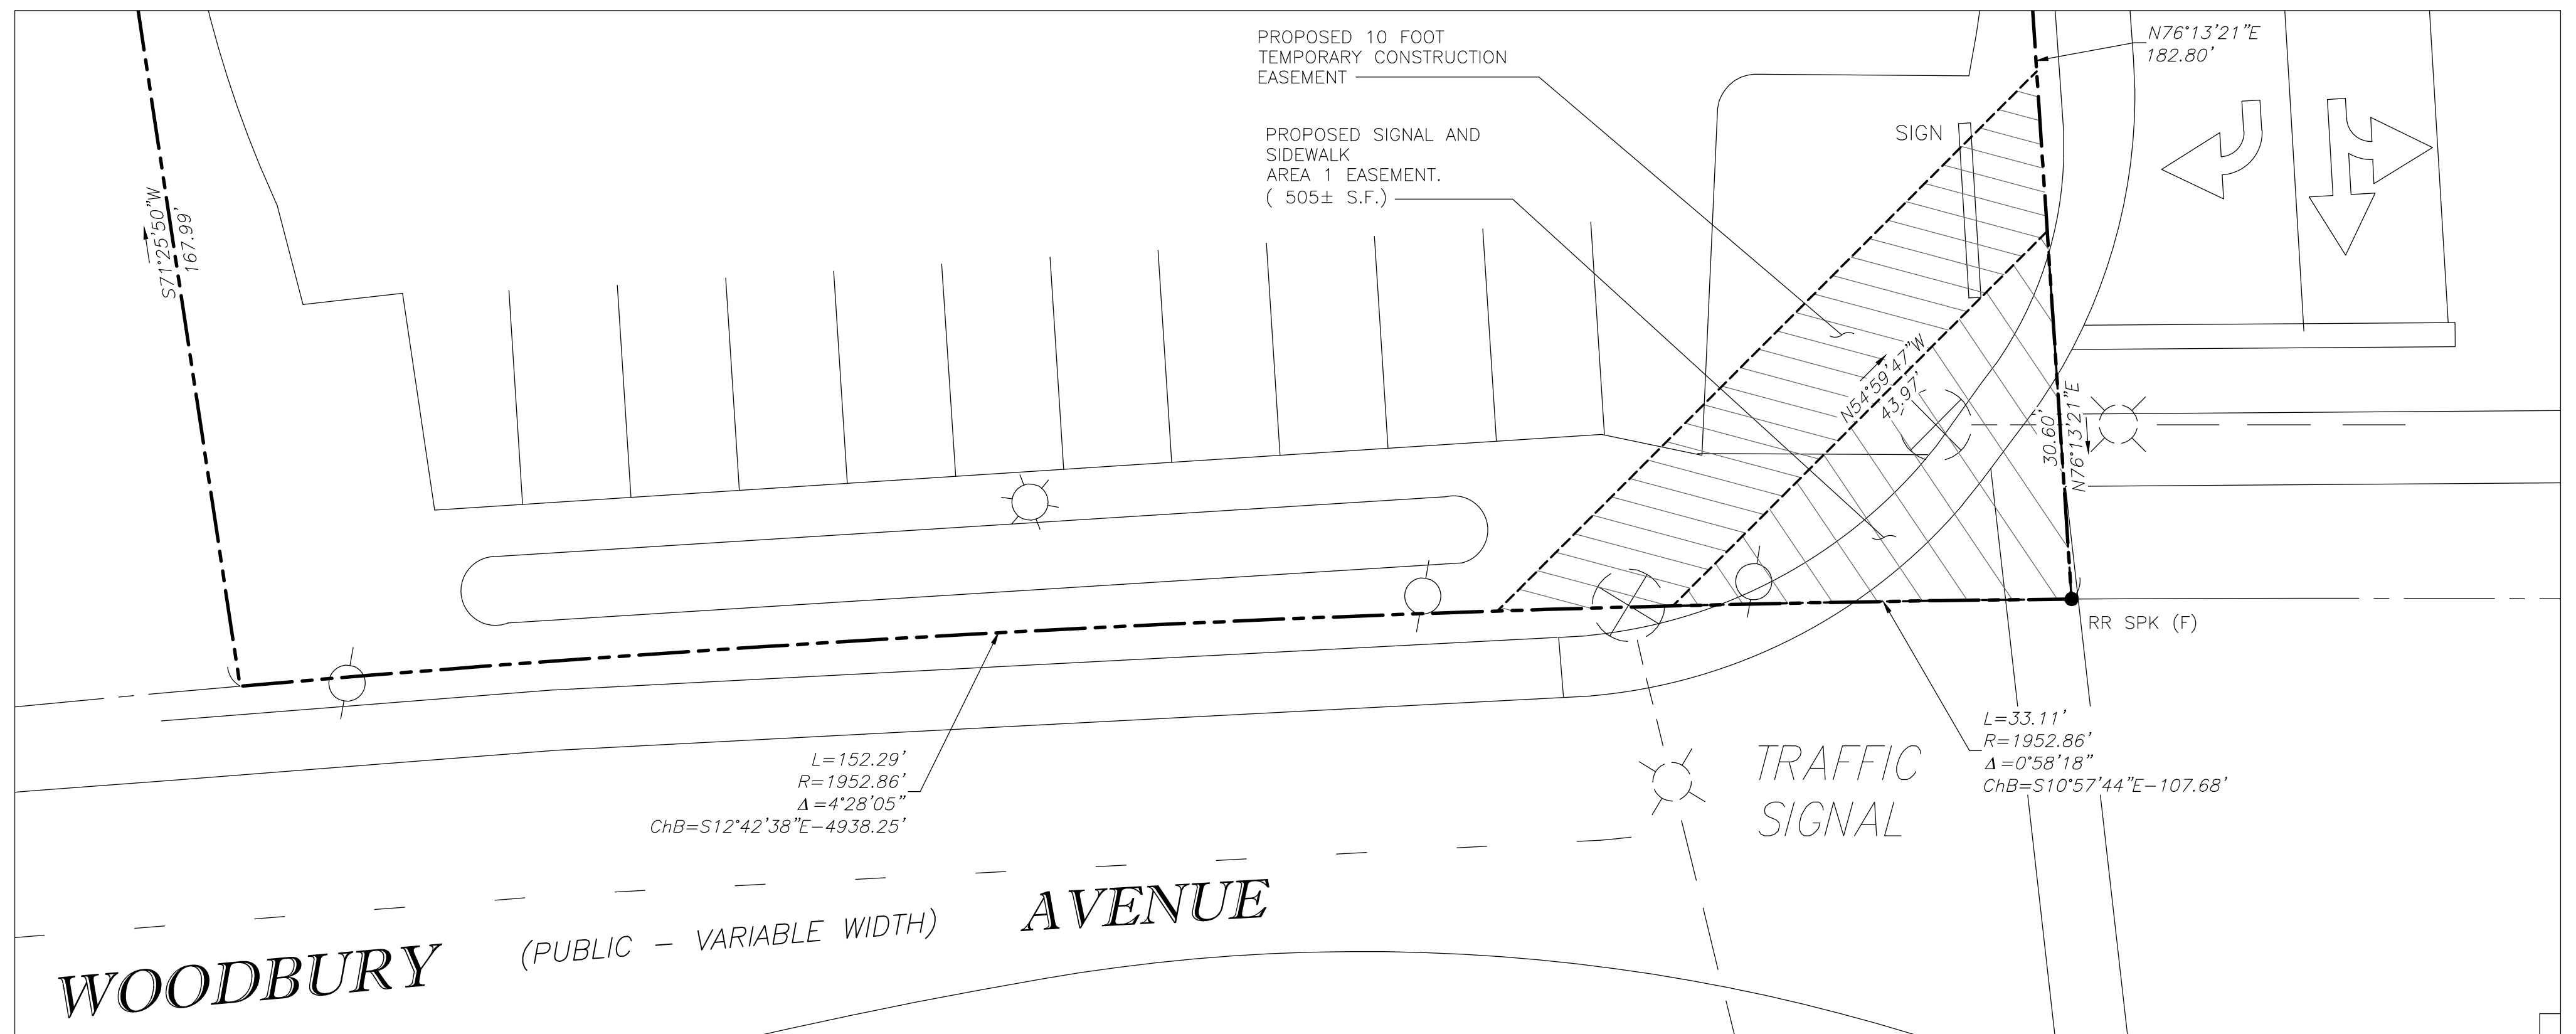 PROPOSED 10 FOOT
TEMPORARY CONSTRUCTION
EASEMENT
N76°13'21"E
182.80'
PROPOSED SIGNAL AND
SIDEWALK
AREA 1 EASEMENT.
( 505± S.F.)
SIGN
S71°25'50"W
167.99'
N54°59'47"W
43.97'
30.60'
N76°13'21"E
RR SPK (F)
L=33.11'
R=1952.86'
Δ=0°58'18"
ChB=S10°57'44"E-107.68'
L=152.29'
R=1952.86'
Δ=4°28'05"
ChB=S12°42'38"E-4938.25'
TRAFFIC
SIGNAL
WOODBURY (PUBLIC - VARIABLE WIDTH) AVENUE